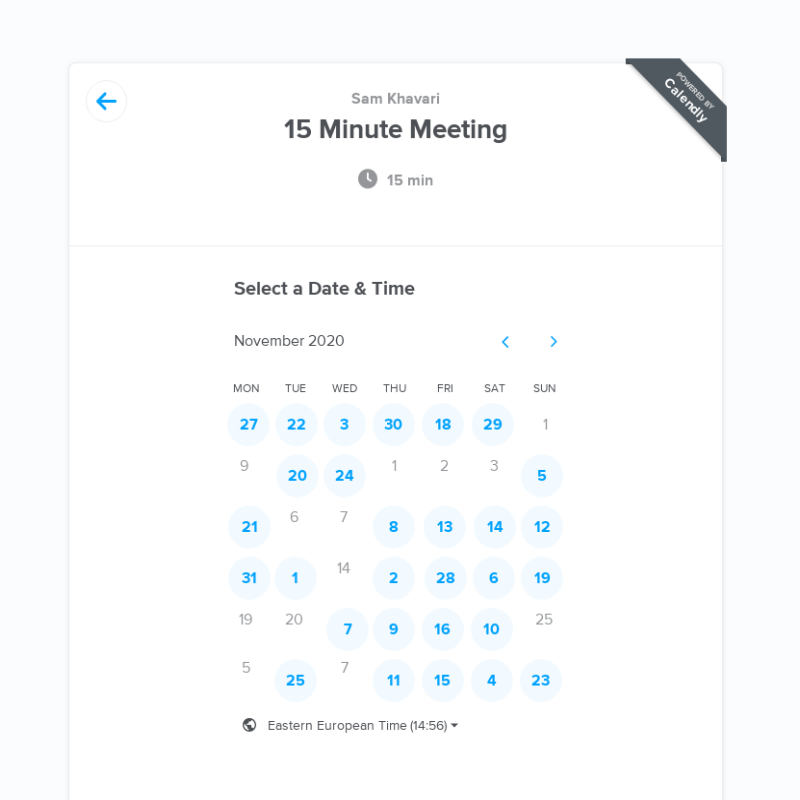 Sam Khavari
15 Minute Meeting
POWERED BY
Calendly
15 min
Select a Date & Time
November 2020
MON TUE WED THU FRI SAT SUN
27 22 3 30 18 29 1
9 20 24 1 2 3 5
21 6 7 8 13 14 12
31 1 14 2 28 6 19
19 20 7 9 16 10 25
5 25 7 11 15 4 23
Eastern European Time (14:56)